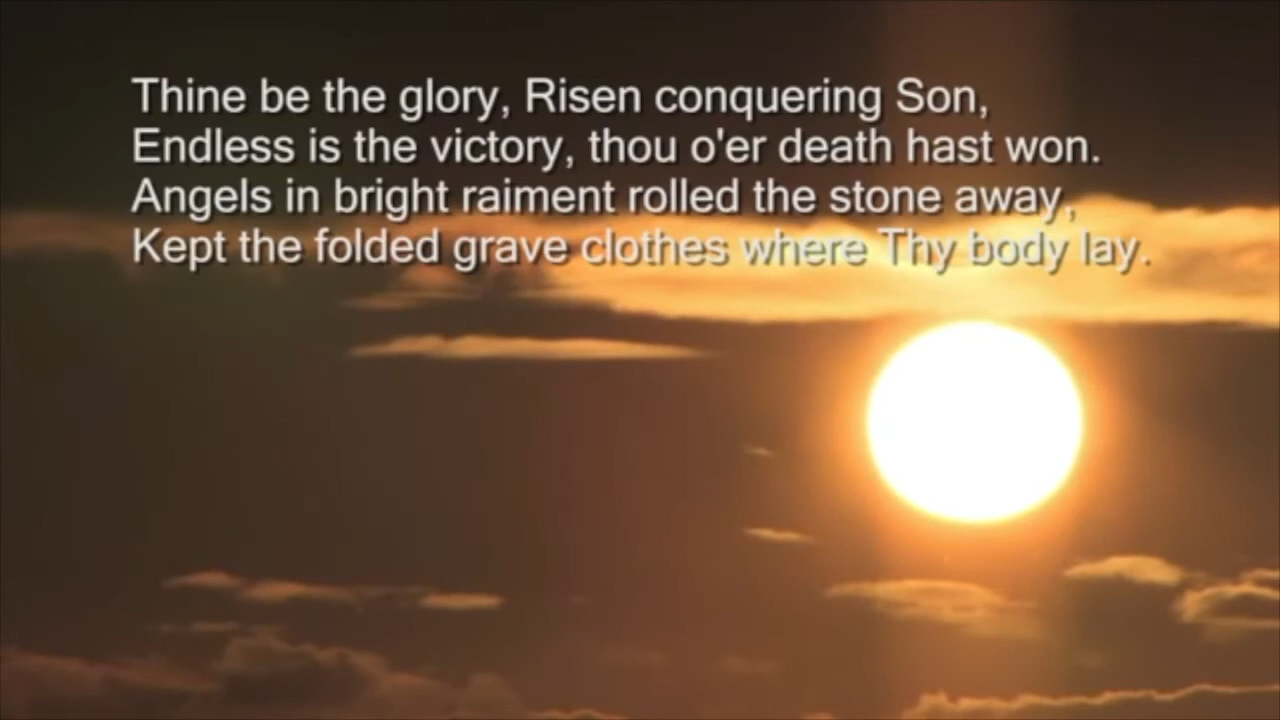 Thine be the glory, Risen conquering Son,
Endless is the victory, thou o'er death hast won.
Angels in bright raiment rolled the stone away,
Kept the folded grave clothes where Thy body lay.